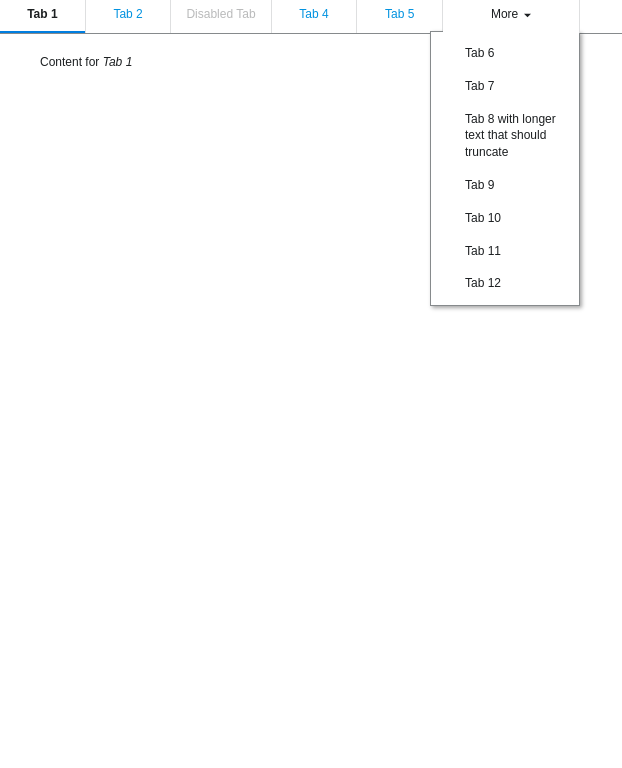 Tab 1 Tab 2 Disabled Tab Tab 4 Tab 5 More
Content for Tab 1
Tab 6
Tab 7
Tab 8 with longer
text that should
truncate
Tab 9
Tab 10
Tab 11
Tab 12